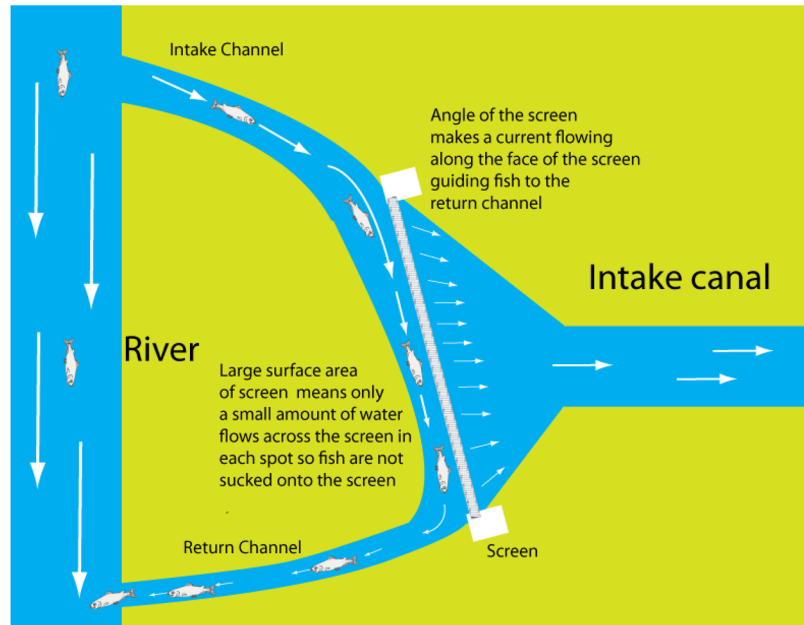 Intake Channel
Angle of the screen
makes a current flowing
along the face of the screen
guiding fish to the
return channel
Intake canal
River
Large surface area
of screen means only
a small amount of water
flows across the screen in
each spot so fish are not
sucked onto the screen
Return Channel
Screen